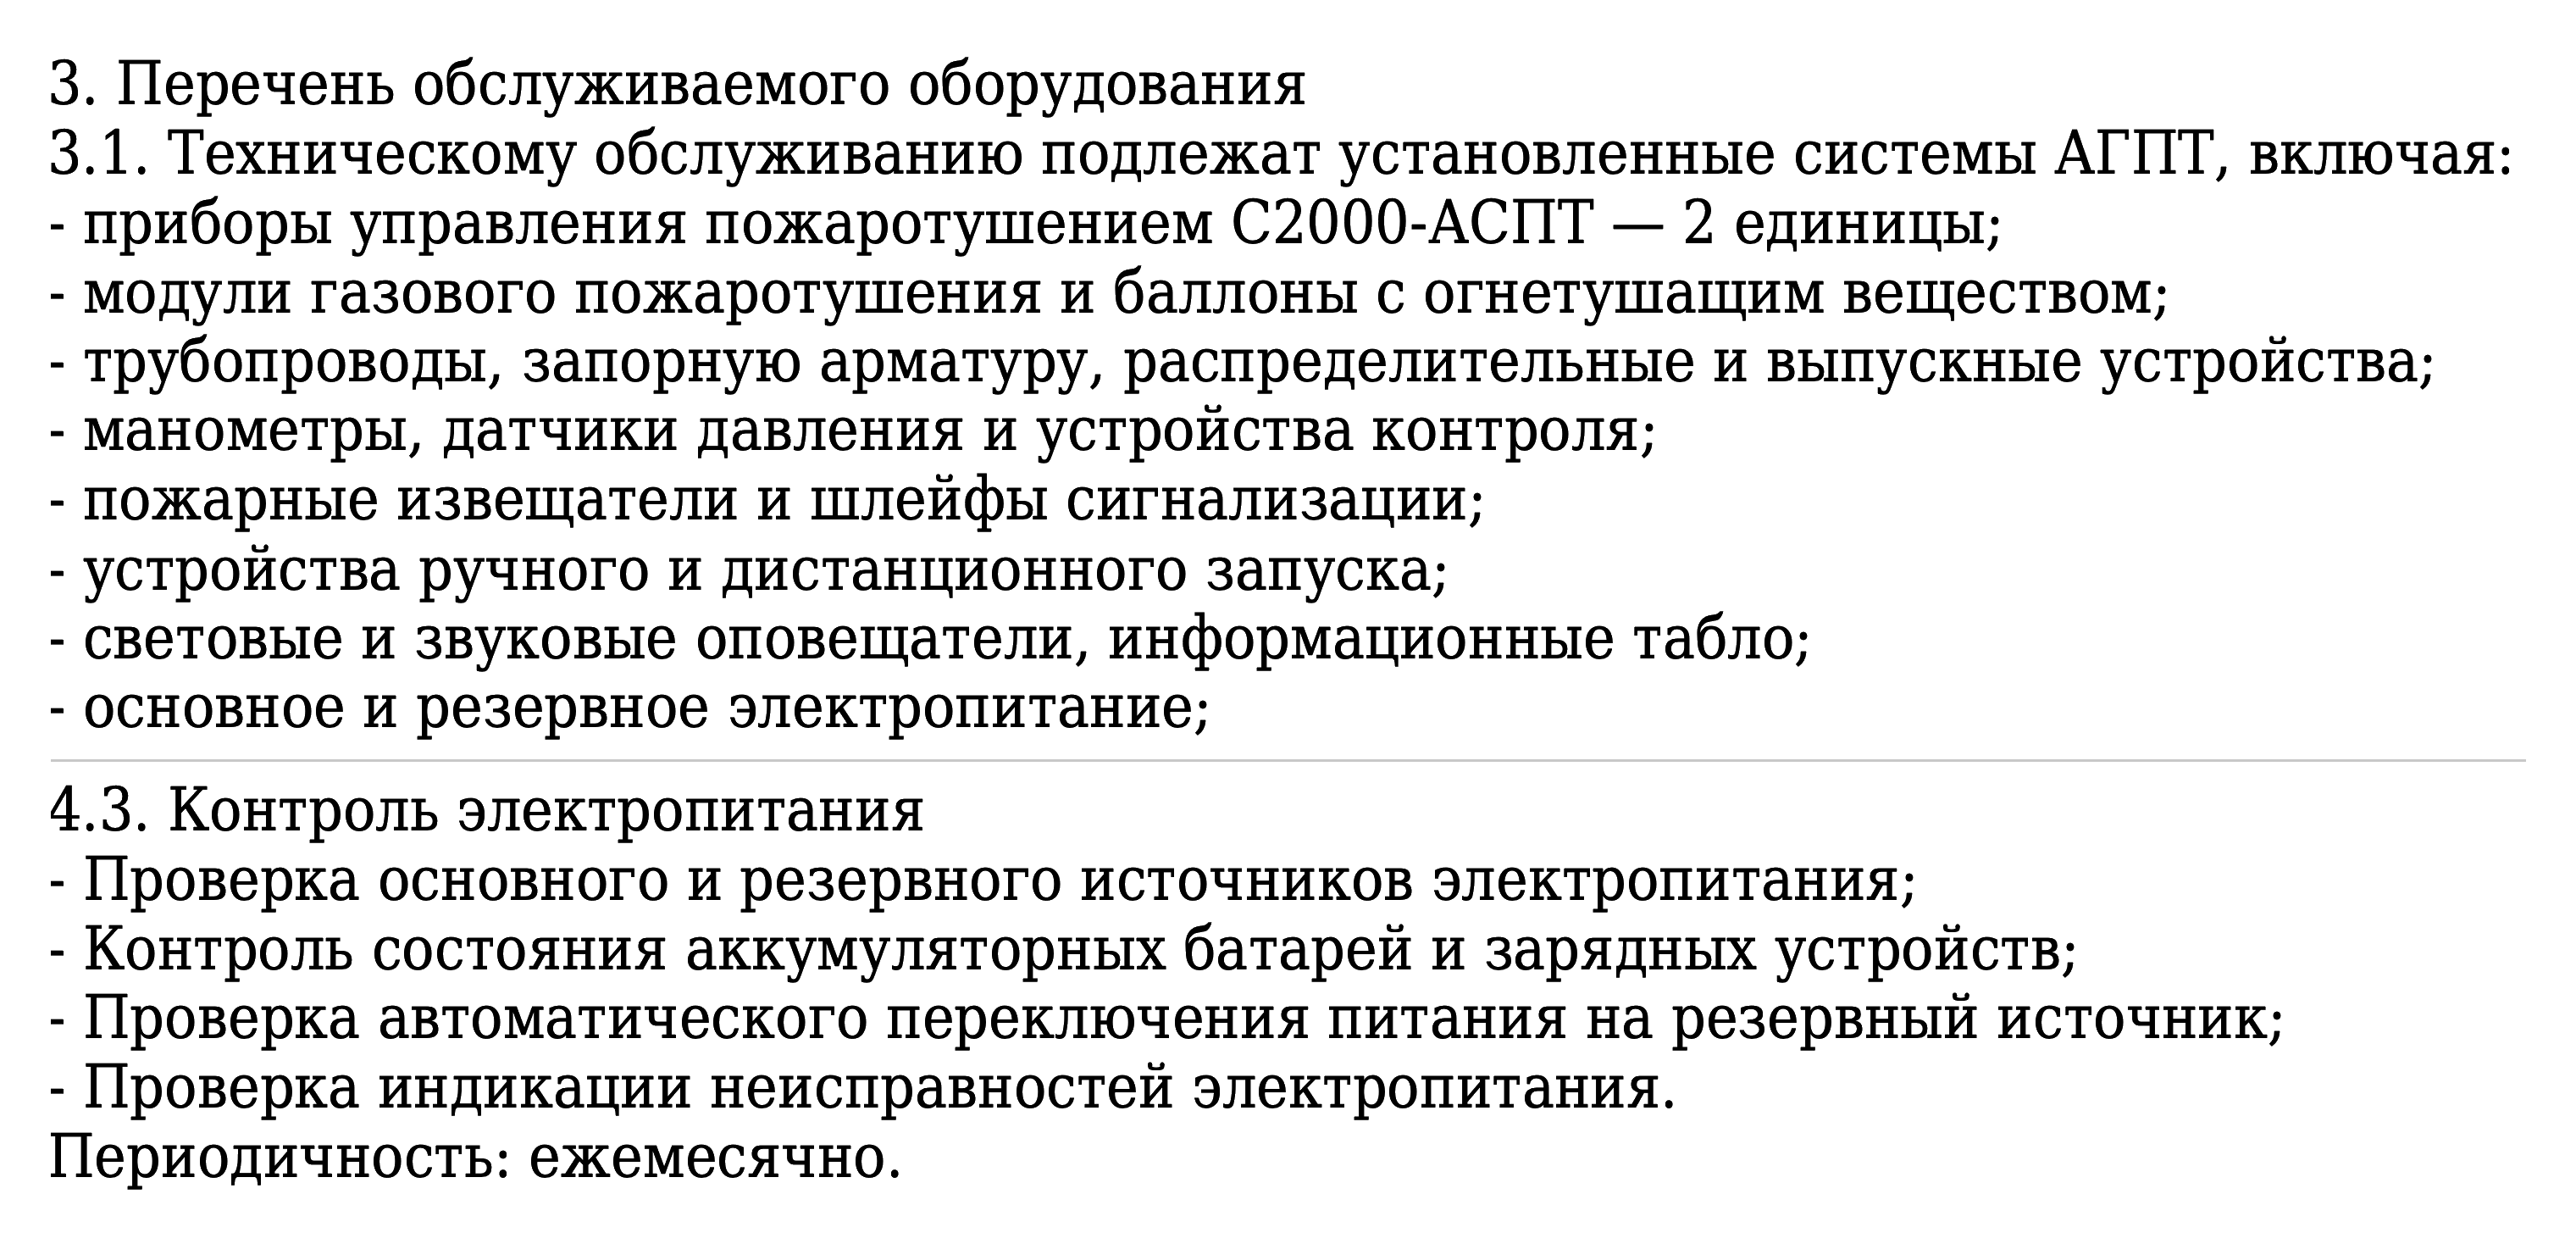 3. Перечень обслуживаемого оборудования
3.1. Техническому обслуживанию подлежат установленные системы АГПТ, включая:
- приборы управления пожаротушением С2000-АСПТ — 2 единицы;
- модули газового пожаротушения и баллоны с огнетушащим веществом;
- трубопроводы, запорную арматуру, распределительные и выпускные устройства;
- манометры, датчики давления и устройства контроля;
- пожарные извещатели и шлейфы сигнализации;
- устройства ручного и дистанционного запуска;
- световые и звуковые оповещатели, информационные табло;
- основное и резервное электропитание;
4.3. Контроль электропитания
- Проверка основного и резервного источников электропитания;
- Контроль состояния аккумуляторных батарей и зарядных устройств;
- Проверка автоматического переключения питания на резервный источник;
- Проверка индикации неисправностей электропитания.
Периодичность: ежемесячно.